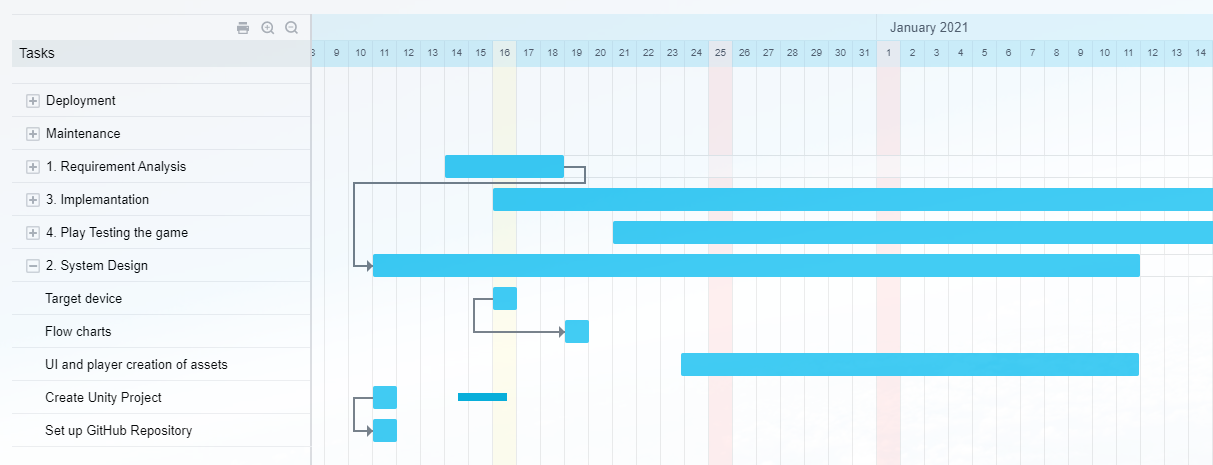 January 2021
Tasks
8 9 10 11 12 13 14 15 16 17 18 19 20 21 22 23 24 25 26 27 28 29 30 31 1 2 3 4 5 6 7 8 9 10 11 12 13 14
Deployment
Maintenance
1. Requirement Analysis
3. Implemantation
4. Play Testing the game
2. System Design
Target device
Flow charts
UI and player creation of assets
Create Unity Project
Set up GitHub Repository